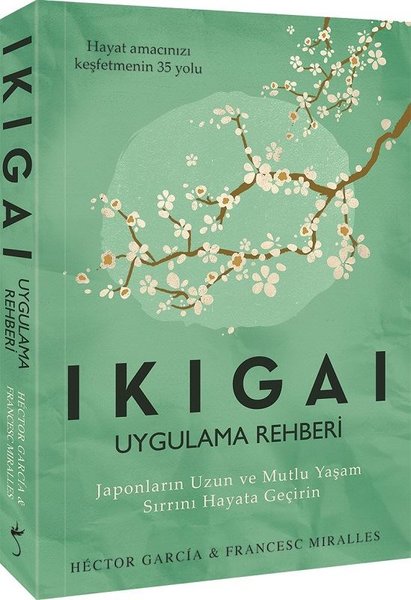 Hayat amacınızı
keşfetmenin 35 yolu
IKIGAI
UYGULAMA REHBERİ
Japonların Uzun ve Mutlu Yaşam
Sırrını Hayata Geçirin
HÉCTOR GARCÍA & FRANCESC MIRALLES
IKIGAI
UYGULAMA
REHBERİ
HÉCTOR GARCÍA &
FRANCESC MIRALLES